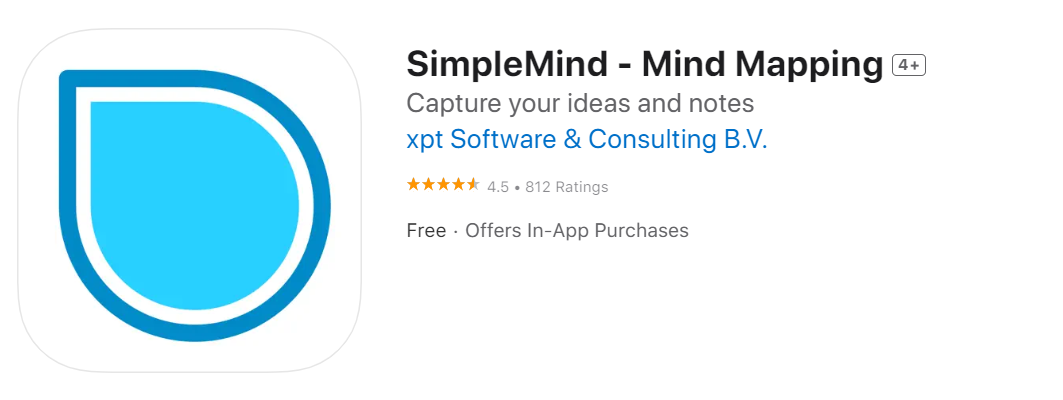 SimpleMind - Mind Mapping 4+
Capture your ideas and notes
xpt Software & Consulting B.V.
4.5 • 812 Ratings
Free · Offers In-App Purchases